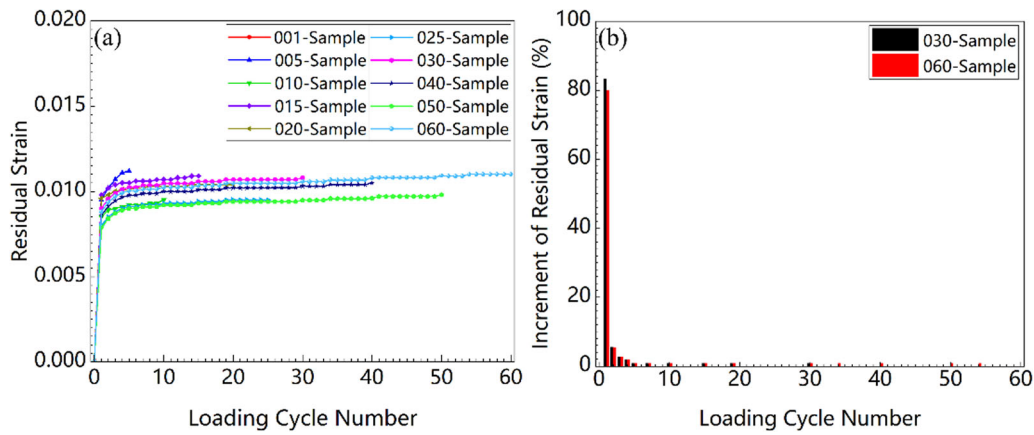 (a)
001-Sample
005-Sample
010-Sample
015-Sample
020-Sample
025-Sample
030-Sample
040-Sample
050-Sample
060-Sample
Residual Strain
0.020
0.015
0.010
0.005
0.000
0 10 20 30 40 50 60
Loading Cycle Number
(b)
030-Sample
060-Sample
Increment of Residual Strain (%)
100
80
60
40
20
0
0 10 20 30 40 50 60
Loading Cycle Number